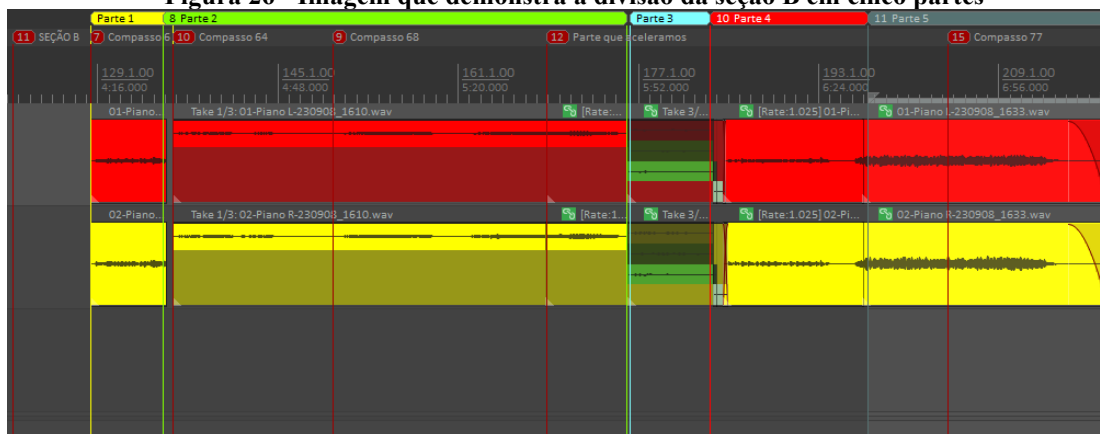 Figura 20 - Imagem que demonstra a divisão da seção B em cinco partes
Parte 1 8 Parte 2 Parte 3 10 Parte 4 11 Parte 5
11 SEÇÃO B 7 Compasso 6 10 Compasso 64 9 Compasso 68 12 Parte que aceleramos 15 Compasso 77
129.1.00 145.1.00 161.1.00 177.1.00 193.1.00 209.1.00
4:16.000 4:48.000 5:20.000 5:52.000 6:24.000 6:56.000
01-Piano... Take 1/3: 01-Piano L-230908_1610.wav [Rate:... Take 3/... [Rate:1.025] 01-Pi... 01-Piano L-230908_1633.wav
02-Piano... Take 1/3: 02-Piano R-230908_1610.wav [Rate:1... Take 3/... [Rate:1.025] 02-Pi... 02-Piano R-230908_1633.wav